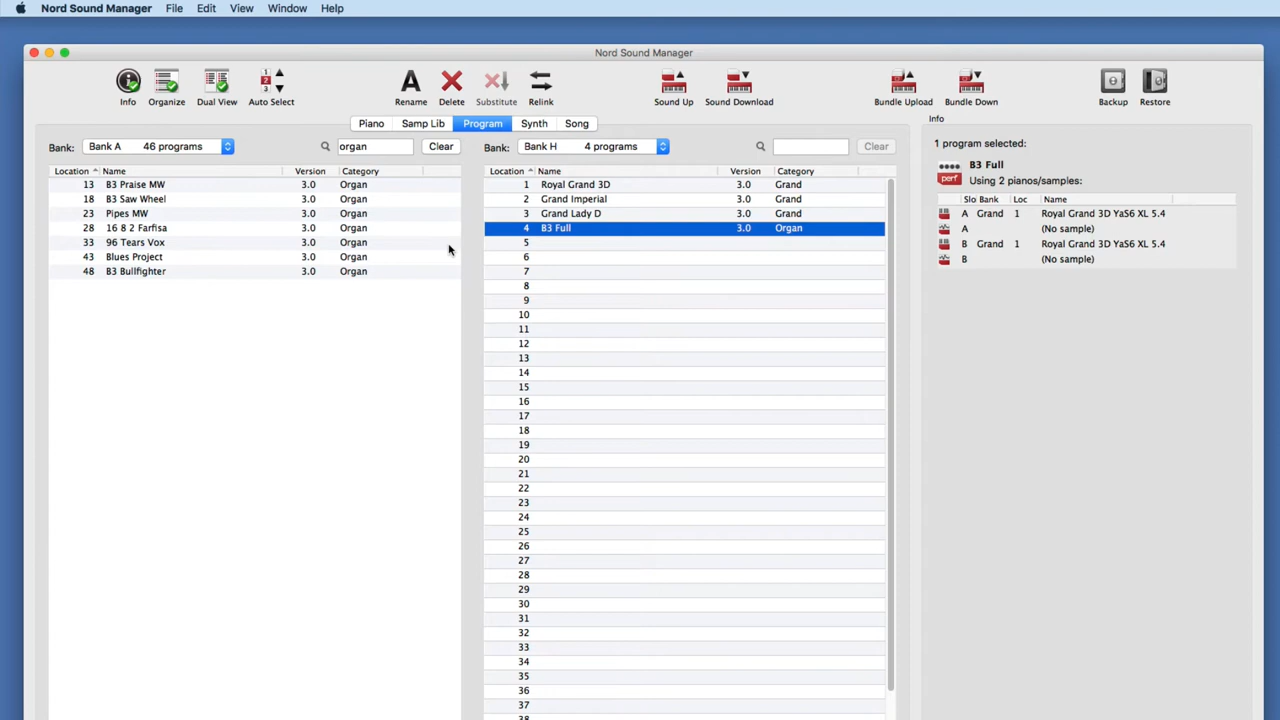 Nord Sound Manager File Edit View Window Help
Nord Sound Manager
Info Organize Dual View Auto Select Rename Delete Substitute Relink Sound Up Sound Download Bundle Upload Bundle Down Backup Restore
Piano Samp Lib Program Synth Song
Bank: Bank A 46 programs organ Clear
Location Name Version Category
13 B3 Praise MW 3.0 Organ
18 B3 Saw Wheel 3.0 Organ
23 Pipes MW 3.0 Organ
28 16 8 2 Farfisa 3.0 Organ
33 96 Tears Vox 3.0 Organ
43 Blues Project 3.0 Organ
48 B3 Bullfighter 3.0 Organ
Bank: Bank H 4 programs Clear
Location Name Version Category
1 Royal Grand 3D 3.0 Grand
2 Grand Imperial 3.0 Grand
3 Grand Lady D 3.0 Grand
4 B3 Full 3.0 Organ
5
6
7
8
9
10
11
12
13
14
15
16
17
18
19
20
21
22
23
24
25
26
27
28
29
30
31
32
33
34
35
36
37
38
Info
1 program selected:
B3 Full
perf Using 2 pianos/samples:
Slo Bank Loc Name
A Grand 1 Royal Grand 3D YaS6 XL 5.4
A (No sample)
B Grand 1 Royal Grand 3D YaS6 XL 5.4
B (No sample)